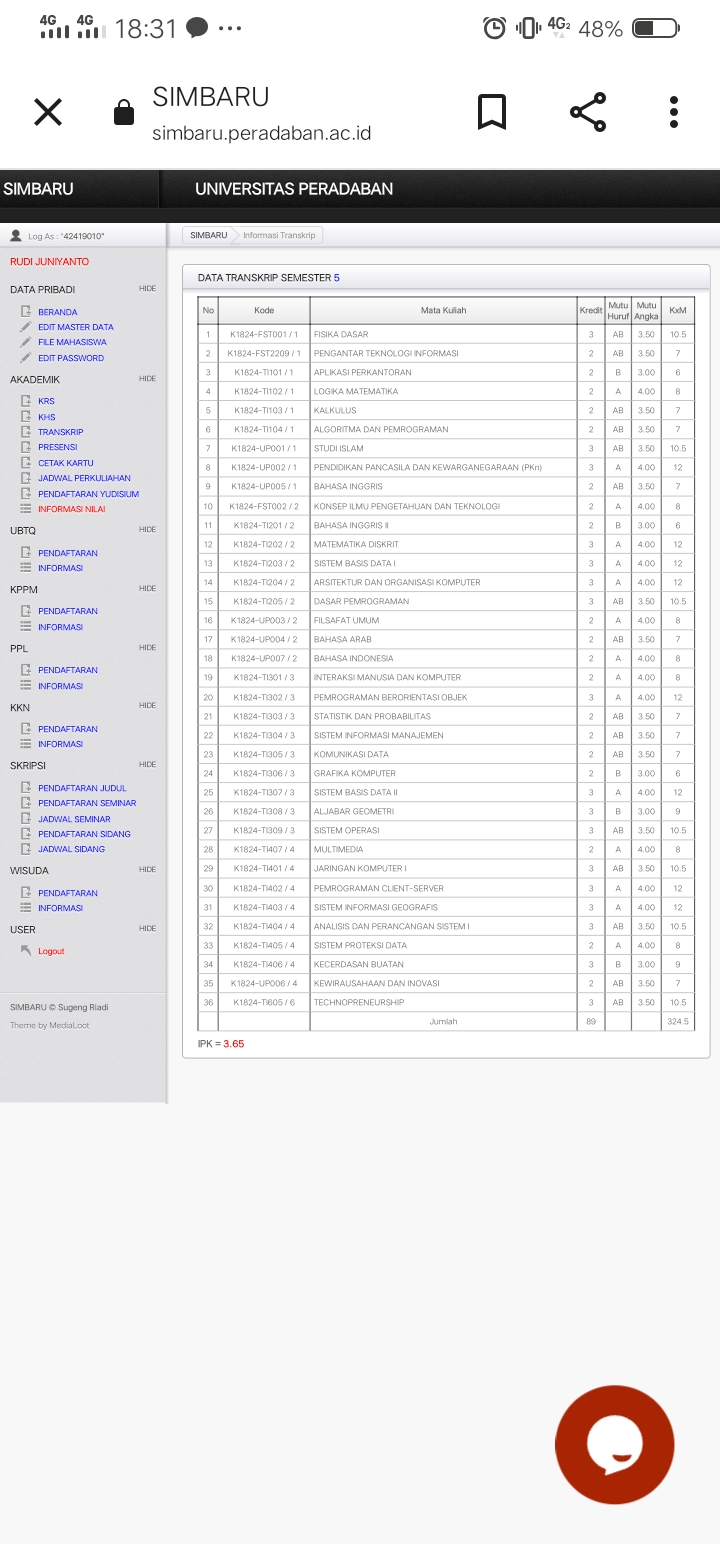 4G 4G 18:31 ... 4G2 48%
SIMBARU
simbaru.peradaban.ac.id
SIMBARU UNIVERSITAS PERADABAN
Log As : "42419010"
RUDI JUNIYANTO
DATA PRIBADI HIDE
BERANDA
EDIT MASTER DATA
FILE MAHASISWA
EDIT PASSWORD
AKADEMIK HIDE
KRS
KHS
TRANSKRIP
PRESENSI
CETAK KARTU
JADWAL PERKULIAHAN
PENDAFTARAN YUDISIUM
INFORMASI NILAI
UBTQ HIDE
PENDAFTARAN
INFORMASI
KPPM HIDE
PENDAFTARAN
INFORMASI
PPL HIDE
PENDAFTARAN
INFORMASI
KKN HIDE
PENDAFTARAN
INFORMASI
SKRIPSI HIDE
PENDAFTARAN JUDUL
PENDAFTARAN SEMINAR
JADWAL SEMINAR
PENDAFTARAN SIDANG
JADWAL SIDANG
WISUDA HIDE
PENDAFTARAN
INFORMASI
USER HIDE
Logout
SIMBARU © Sugeng Riadi
Theme by MediaLoot
SIMBARU Informasi Transkrip
DATA TRANSKRIP SEMESTER 5
No Kode Mata Kuliah Kredit Mutu Huruf Mutu Angka KxM
1 K1824-FST001 / 1 FISIKA DASAR 3 AB 3.50 10.5
2 K1824-FST2209 / 1 PENGANTAR TEKNOLOGI INFORMASI 2 AB 3.50 7
3 K1824-TI101 / 1 APLIKASI PERKANTORAN 2 B 3.00 6
4 K1824-TI102 / 1 LOGIKA MATEMATIKA 2 A 4.00 8
5 K1824-TI103 / 1 KALKULUS 2 AB 3.50 7
6 K1824-TI104 / 1 ALGORITMA DAN PEMROGRAMAN 2 AB 3.50 7
7 K1824-UP001 / 1 STUDI ISLAM 3 AB 3.50 10.5
8 K1824-UP002 / 1 PENDIDIKAN PANCASILA DAN KEWARGANEGARAAN (PKn) 3 A 4.00 12
9 K1824-UP005 / 1 BAHASA INGGRIS 2 AB 3.50 7
10 K1824-FST002 / 2 KONSEP ILMU PENGETAHUAN DAN TEKNOLOGI 2 A 4.00 8
11 K1824-TI201 / 2 BAHASA INGGRIS II 2 B 3.00 6
12 K1824-TI202 / 2 MATEMATIKA DISKRIT 3 A 4.00 12
13 K1824-TI203 / 2 SISTEM BASIS DATA I 3 A 4.00 12
14 K1824-TI204 / 2 ARSITEKTUR DAN ORGANISASI KOMPUTER 3 A 4.00 12
15 K1824-TI205 / 2 DASAR PEMROGRAMAN 3 AB 3.50 10.5
16 K1824-UP003 / 2 FILSAFAT UMUM 2 A 4.00 8
17 K1824-UP004 / 2 BAHASA ARAB 2 AB 3.50 7
18 K1824-UP007 / 2 BAHASA INDONESIA 2 A 4.00 8
19 K1824-TI301 / 3 INTERAKSI MANUSIA DAN KOMPUTER 2 A 4.00 8
20 K1824-TI302 / 3 PEMROGRAMAN BERORIENTASI OBJEK 3 A 4.00 12
21 K1824-TI303 / 3 STATISTIK DAN PROBABILITAS 2 AB 3.50 7
22 K1824-TI304 / 3 SISTEM INFORMASI MANAJEMEN 2 AB 3.50 7
23 K1824-TI305 / 3 KOMUNIKASI DATA 2 AB 3.50 7
24 K1824-TI306 / 3 GRAFIKA KOMPUTER 2 B 3.00 6
25 K1824-TI307 / 3 SISTEM BASIS DATA II 3 A 4.00 12
26 K1824-TI308 / 3 ALJABAR GEOMETRI 3 B 3.00 9
27 K1824-TI309 / 3 SISTEM OPERASI 3 AB 3.50 10.5
28 K1824-TI407 / 4 MULTIMEDIA 2 A 4.00 8
29 K1824-TI401 / 4 JARINGAN KOMPUTER I 3 AB 3.50 10.5
30 K1824-TI402 / 4 PEMROGRAMAN CLIENT-SERVER 3 A 4.00 12
31 K1824-TI403 / 4 SISTEM INFORMASI GEOGRAFIS 3 A 4.00 12
32 K1824-TI404 / 4 ANALISIS DAN PERANCANGAN SISTEM I 3 AB 3.50 10.5
33 K1824-TI405 / 4 SISTEM PROTEKSI DATA 2 A 4.00 8
34 K1824-TI406 / 4 KECERDASAN BUATAN 3 B 3.00 9
35 K1824-UP006 / 4 KEWIRAUSAHAAN DAN INOVASI 2 AB 3.50 7
36 K1824-TI605 / 6 TECHNOPRENEURSHIP 3 AB 3.50 10.5
Jumlah 89 324.5
IPK = 3.65